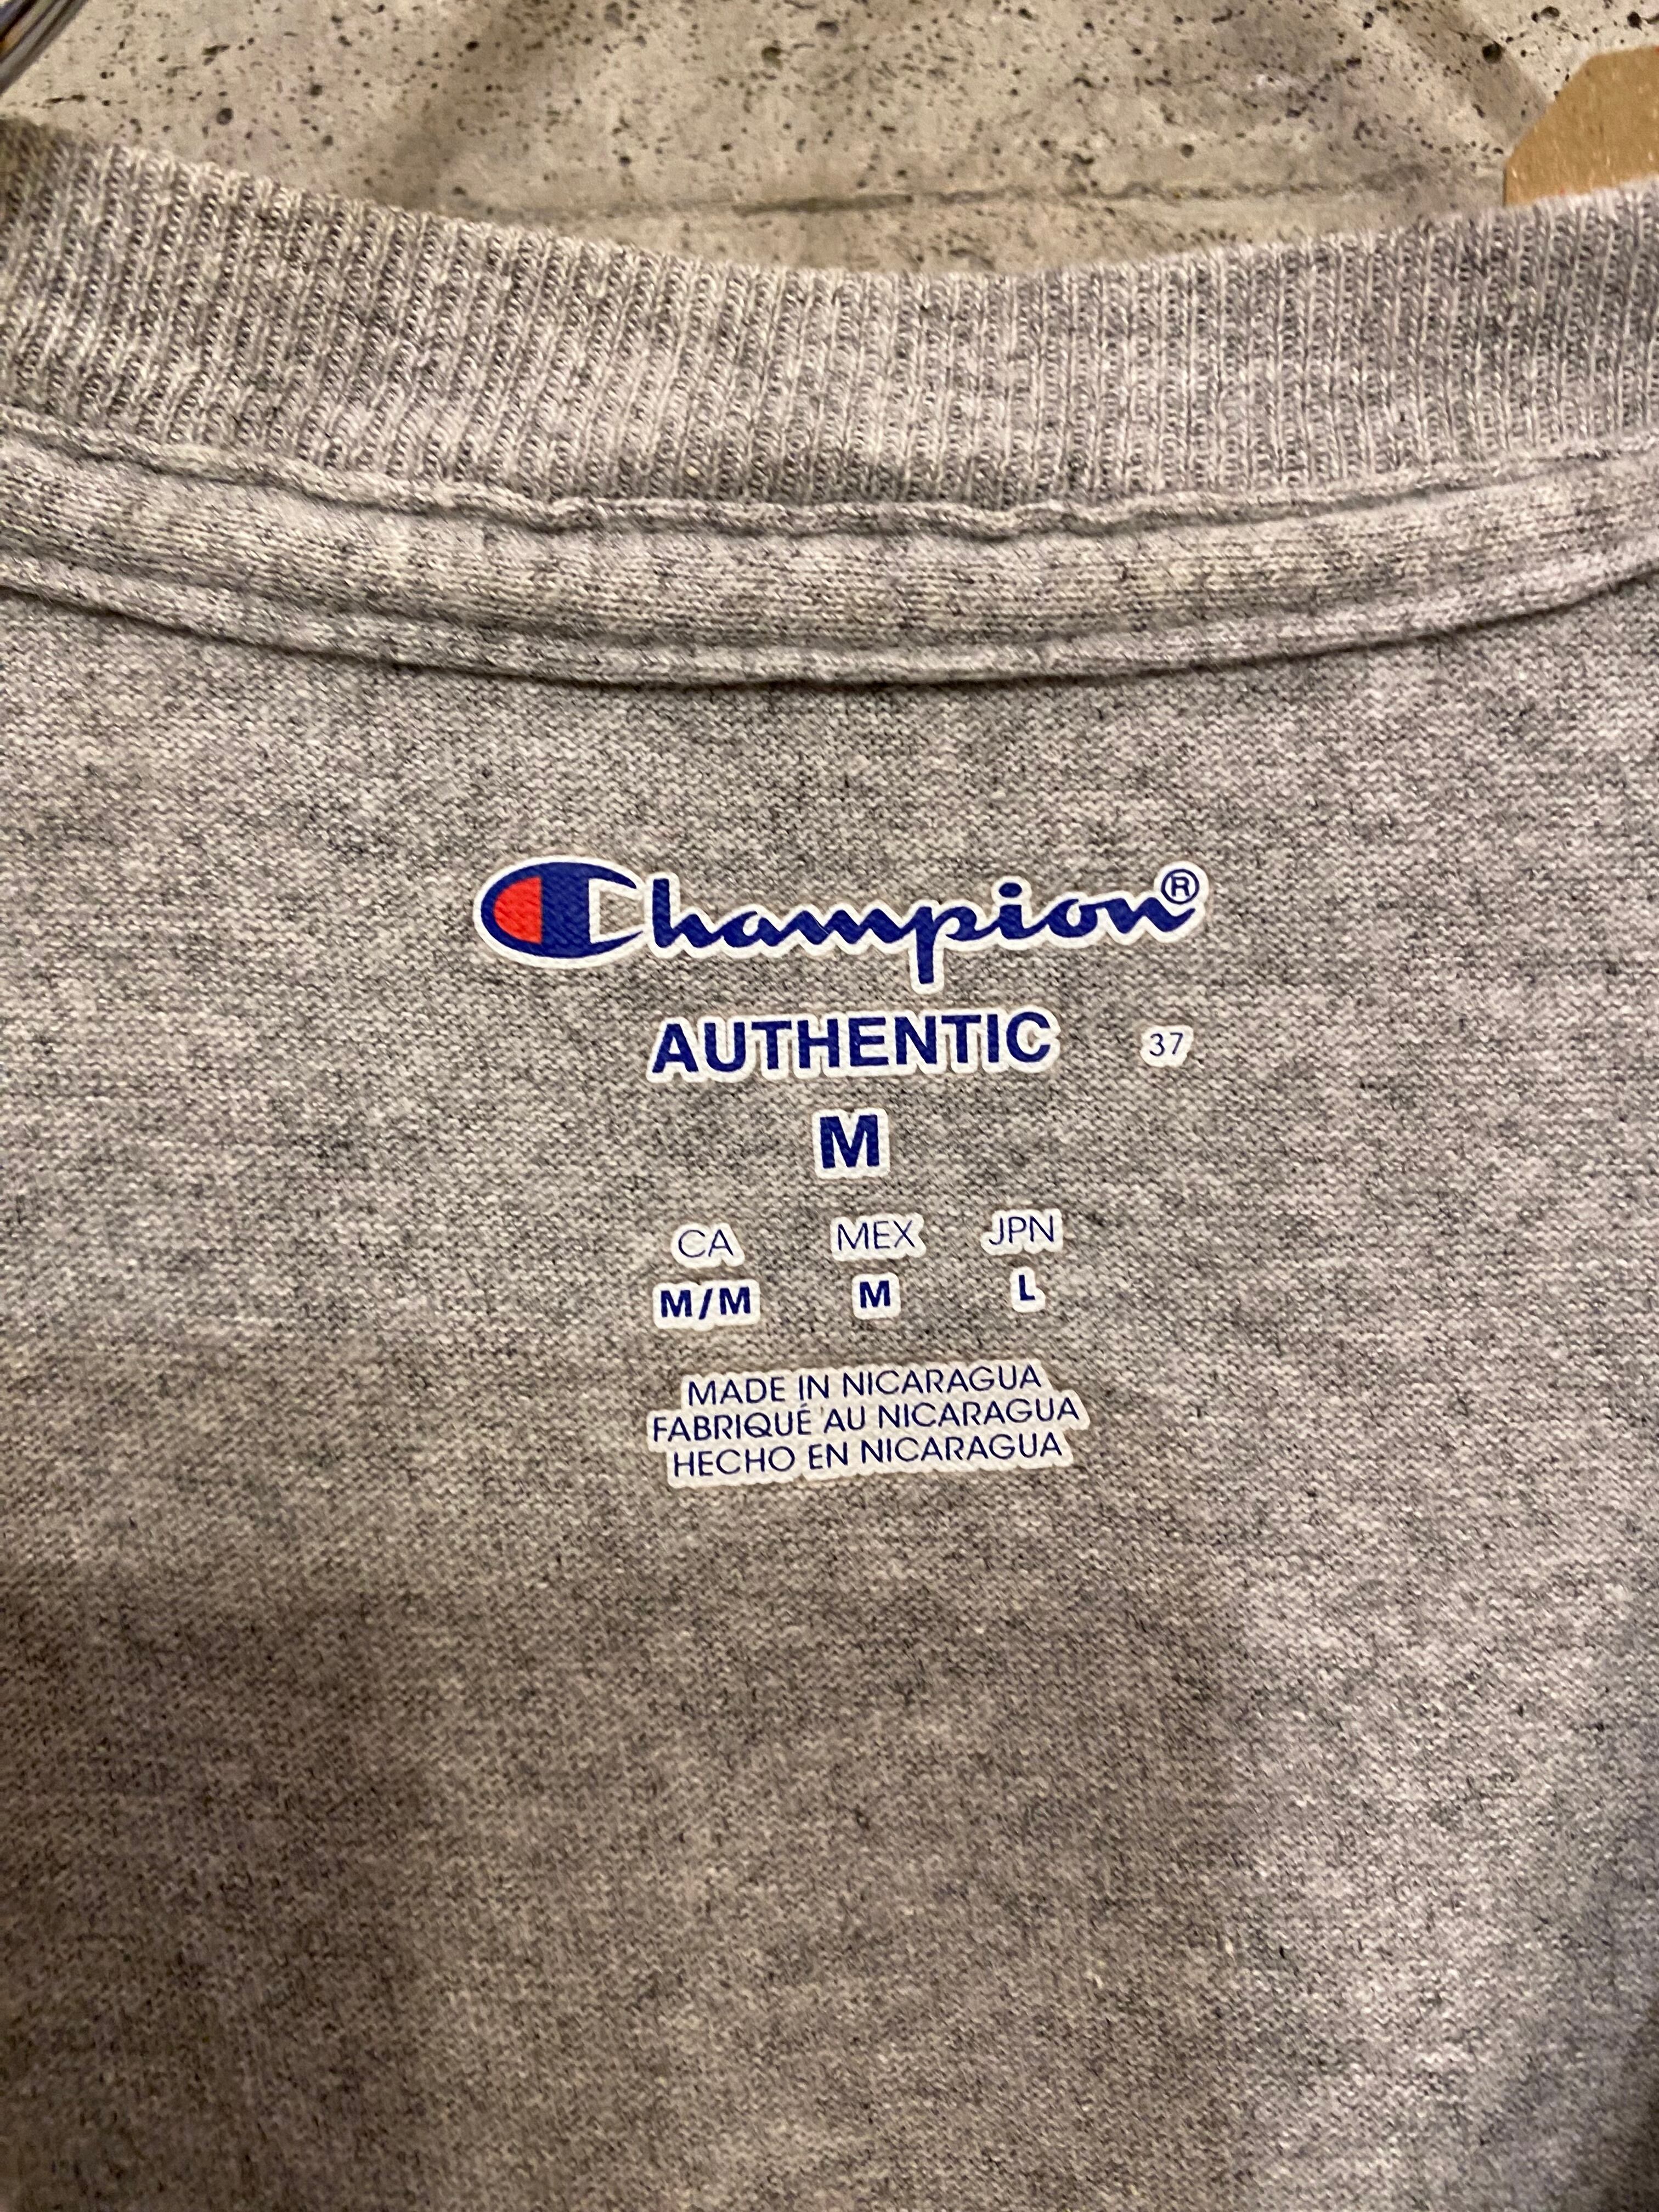 Champion®
AUTHENTIC 37
M
CA MEX JPN
M/M M L
MADE IN NICARAGUA
FABRIQUÉ AU NICARAGUA
HECHO EN NICARAGUA